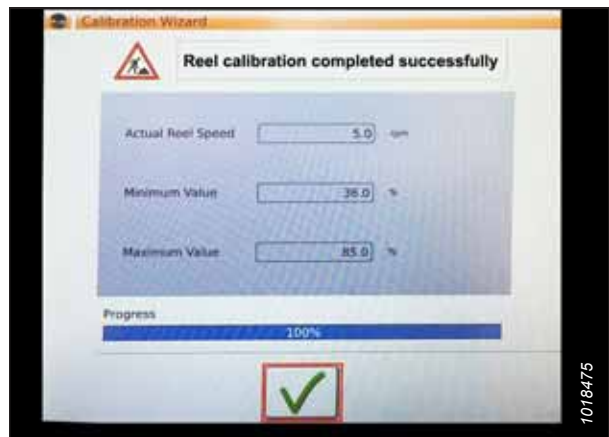 Calibration Wizard
Reel calibration completed successfully
Actual Reel Speed 5.0 rpm
Minimum Value 36.0 %
Maximum Value 85.0 %
Progress
100%
1018475